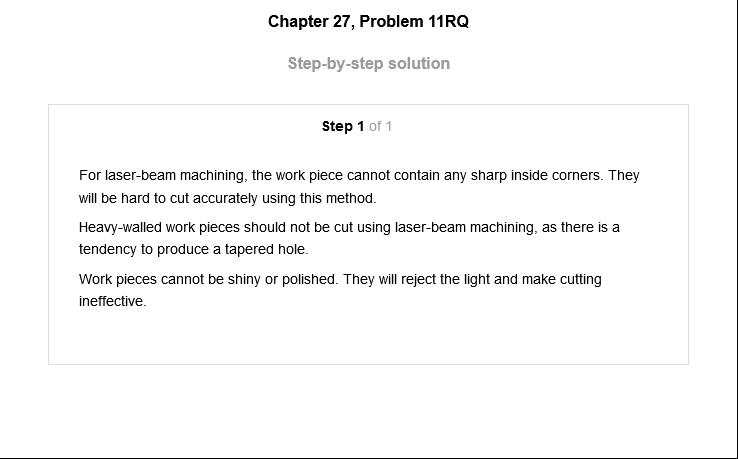 Chapter 27, Problem 11RQ
Step-by-step solution
Step 1 of 1
For laser-beam machining, the work piece cannot contain any sharp inside corners. They
will be hard to cut accurately using this method.
Heavy-walled work pieces should not be cut using laser-beam machining, as there is a
tendency to produce a tapered hole.
Work pieces cannot be shiny or polished. They will reject the light and make cutting
ineffective.